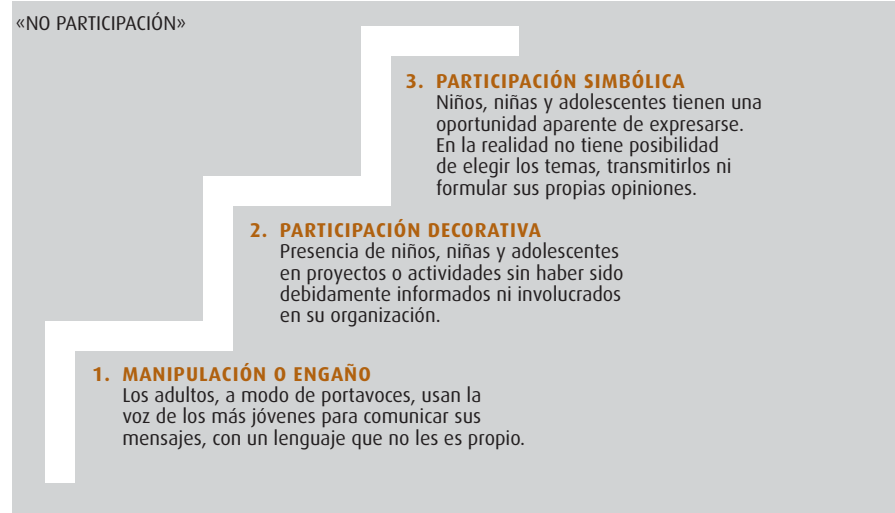 «NO PARTICIPACIÓN»
3. PARTICIPACIÓN SIMBÓLICA
Niños, niñas y adolescentes tienen una
oportunidad aparente de expresarse.
En la realidad no tiene posibilidad
de elegir los temas, transmitirlos ni
formular sus propias opiniones.
2. PARTICIPACIÓN DECORATIVA
Presencia de niños, niñas y adolescentes
en proyectos o actividades sin haber sido
debidamente informados ni involucrados
en su organización.
1. MANIPULACIÓN O ENGAÑO
Los adultos, a modo de portavoces, usan la
voz de los más jóvenes para comunicar sus
mensajes, con un lenguaje que no les es propio.